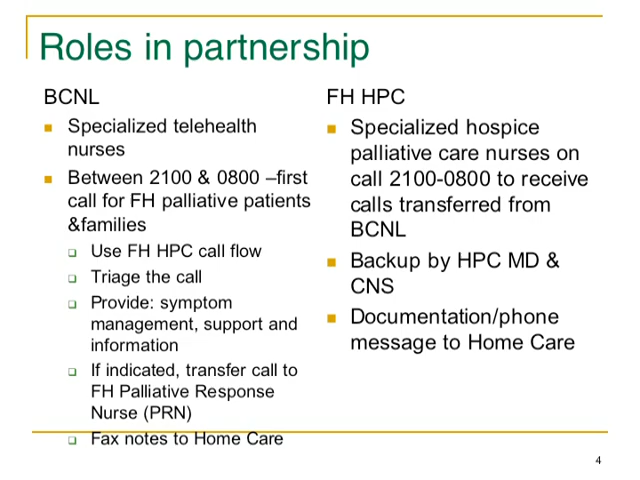 Roles in partnership
BCNL
Specialized telehealth
nurses
Between 2100 & 0800 –first
call for FH palliative patients
&families
Use FH HPC call flow
Triage the call
Provide: symptom
management, support and
information
If indicated, transfer call to
FH Palliative Response
Nurse (PRN)
Fax notes to Home Care
FH HPC
Specialized hospice
palliative care nurses on
call 2100-0800 to receive
calls transferred from
BCNL
Backup by HPC MD &
CNS
Documentation/phone
message to Home Care
4